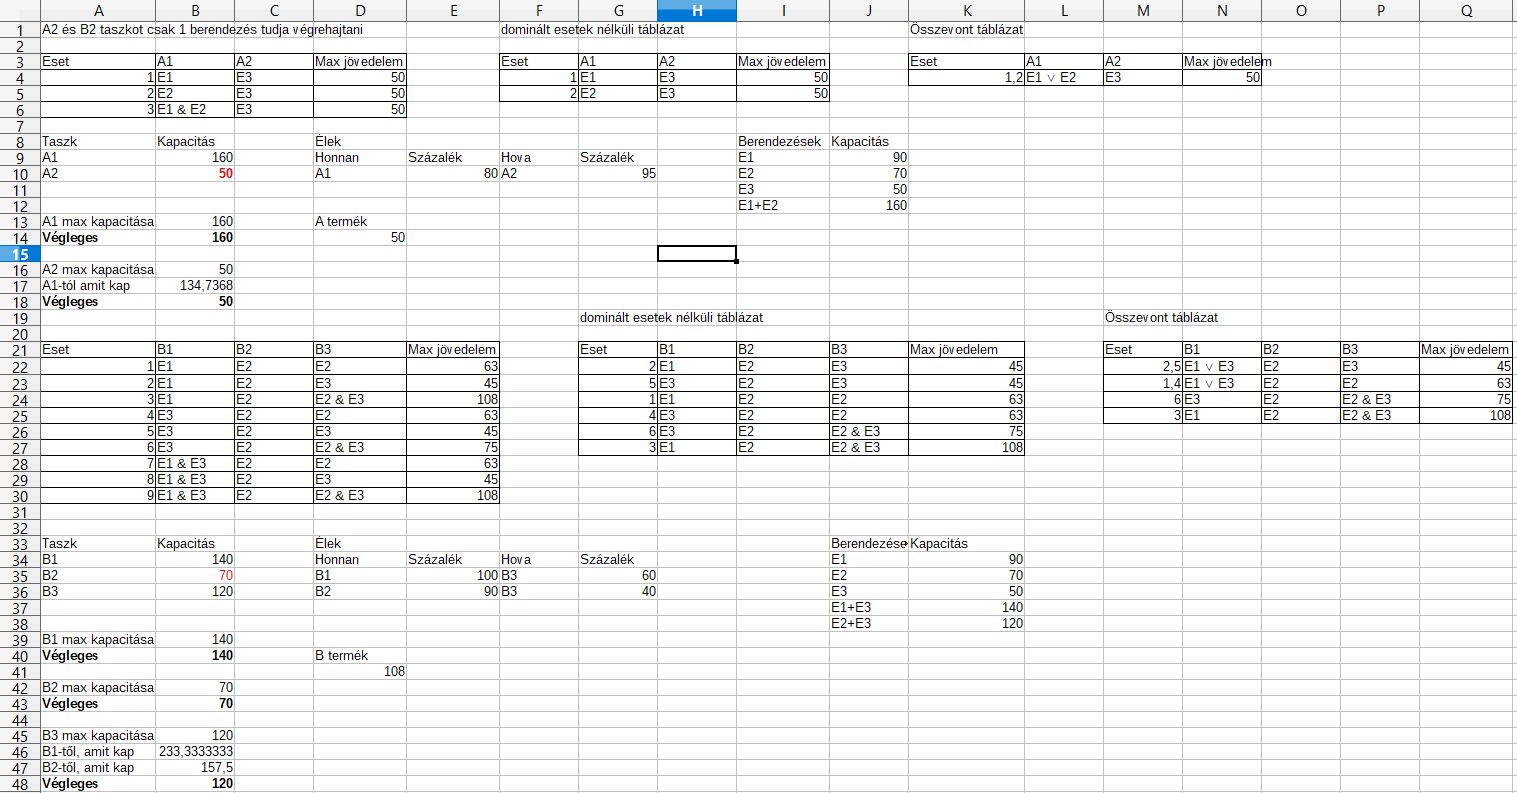 A B C D E F G H I J K L M N O P Q
1 A2 és B2 taszkot csak 1 berendezés tudja végrehajtani dominált esetek nélküli táblázat Összevont táblázat
2
3 Eset A1 A2 Max jövedelem Eset A1 A2 Max jövedelem Eset A1 A2 Max jövedelem
4 1 E1 E3 50 1 E1 E3 50 1,2 E1 ∨ E2 E3 50
5 2 E2 E3 50 2 E2 E3 50
6 3 E1 & E2 E3 50
7
8 Taszk Kapacitás Élek Berendezések Kapacitás
9 A1 160 Honnan Százalék Hova Százalék E1 90
10 A2 50 A1 80 A2 95 E2 70
11 E3 50
12 E1+E2 160
13 A1 max kapacitása 160 A termék
14 Végleges 160 50
15
16 A2 max kapacitása 50
17 A1-tól amit kap 134,7368
18 Végleges 50
19 dominált esetek nélküli táblázat Összevont táblázat
20
21 Eset B1 B2 B3 Max jövedelem Eset B1 B2 B3 Max jövedelem Eset B1 B2 B3 Max jövedelem
22 1 E1 E2 E2 63 2 E1 E2 E3 45 2,5 E1 ∨ E3 E2 E3 45
23 2 E1 E2 E3 45 5 E3 E2 E3 45 1,4 E1 ∨ E3 E2 E2 63
24 3 E1 E2 E2 & E3 108 1 E1 E2 E2 63 6 E3 E2 E2 & E3 75
25 4 E3 E2 E2 63 4 E3 E2 E2 63 3 E1 E2 E2 & E3 108
26 5 E3 E2 E3 45 6 E3 E2 E2 & E3 75
27 6 E3 E2 E2 & E3 75 3 E1 E2 E2 & E3 108
28 7 E1 & E3 E2 E2 63
29 8 E1 & E3 E2 E3 45
30 9 E1 & E3 E2 E2 & E3 108
31
32
33 Taszk Kapacitás Élek Berendezése Kapacitás
34 B1 140 Honnan Százalék Hova Százalék E1 90
35 B2 70 B1 100 B3 60 E2 70
36 B3 120 B2 90 B3 40 E3 50
37 E1+E3 140
38 E2+E3 120
39 B1 max kapacitása 140
40 Végleges 140 B termék
41 108
42 B2 max kapacitása 70
43 Végleges 70
44
45 B3 max kapacitása 120
46 B1-től, amit kap 233,3333333
47 B2-től, amit kap 157,5
48 Végleges 120